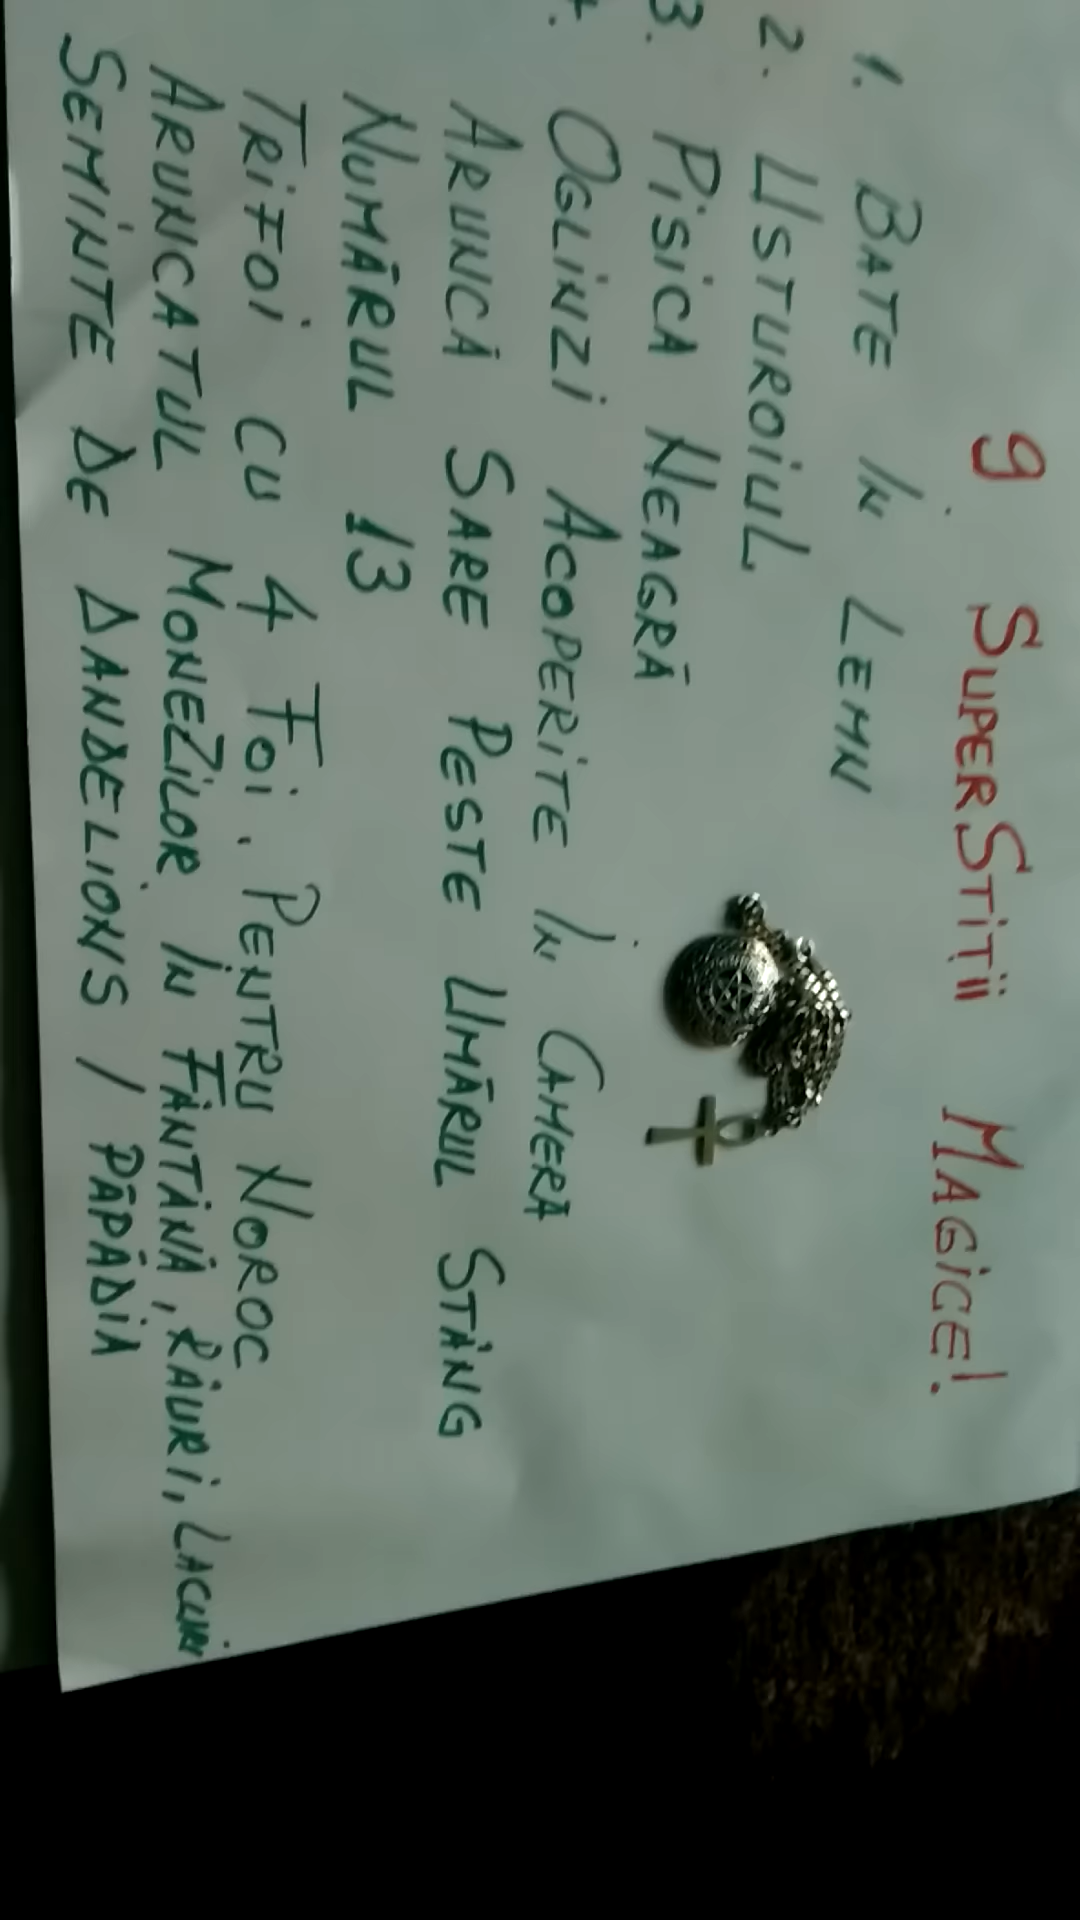 9 SUPERSTIȚII MAGICE!
1. BATE ÎN LEMN
2. USTUROIUL
3. PISICA NEAGRĂ
OGLINZI ACOPERITE ÎN CAMERĂ
ARUNCĂ SARE PESTE UMĂRUL STÂNG
NUMĂRUL 13
TRIFOI CU 4 FOI. PENTRU NOROC
ARUNCATUL MONEZILOR ÎN FÂNTÂNĂ, RÂURI, LACURI
SEMINTE DE DANDELIONS / PĂPĂDIA